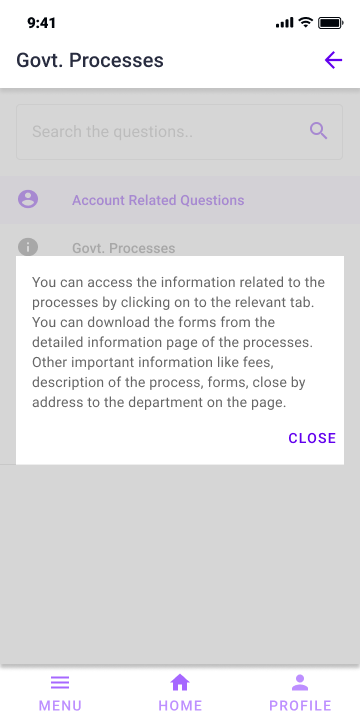 9:41
Govt. Processes
Search the questions..
Account Related Questions
Govt. Processes
You can access the information related to the
processes by clicking on to the relevant tab.
You can download the forms from the
detailed information page of the processes.
Other important information like fees,
description of the process, forms, close by
address to the department on the page.
CLOSE
MENU HOME PROFILE